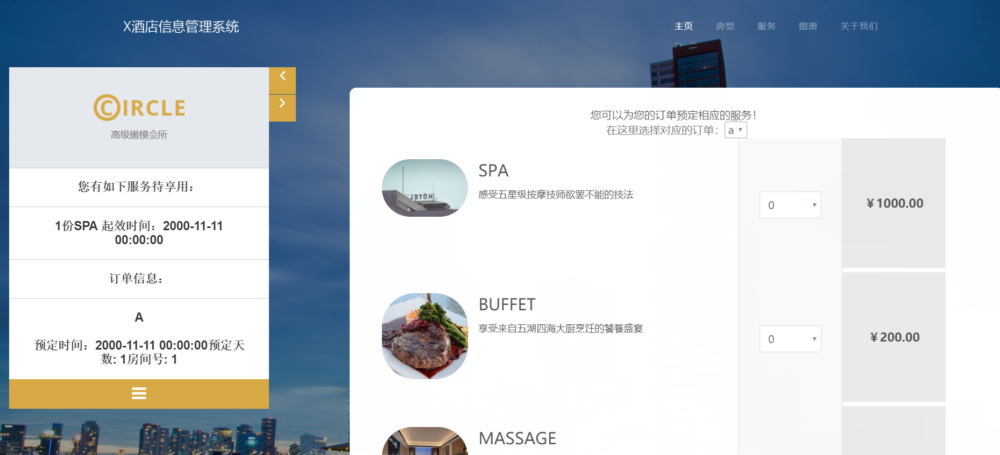 X酒店信息管理系统
主页 房型 服务 图册 关于我们
©IRCLE
高级嫩模会所
您有如下服务待享用：
1份SPA 起效时间：2000-11-11
00:00:00
订单信息：
A
预定时间：2000-11-11 00:00:00预定天
数: 1房间号: 1
您可以为您的订单预定相应的服务！
在这里选择对应的订单： a
SPA
感受五星级按摩技师欲罢不能的技法
0
¥ 1000.00
HÔTEL
BUFFET
享受来自五湖四海大厨烹饪的饕餮盛宴
0
¥ 200.00
MASSAGE